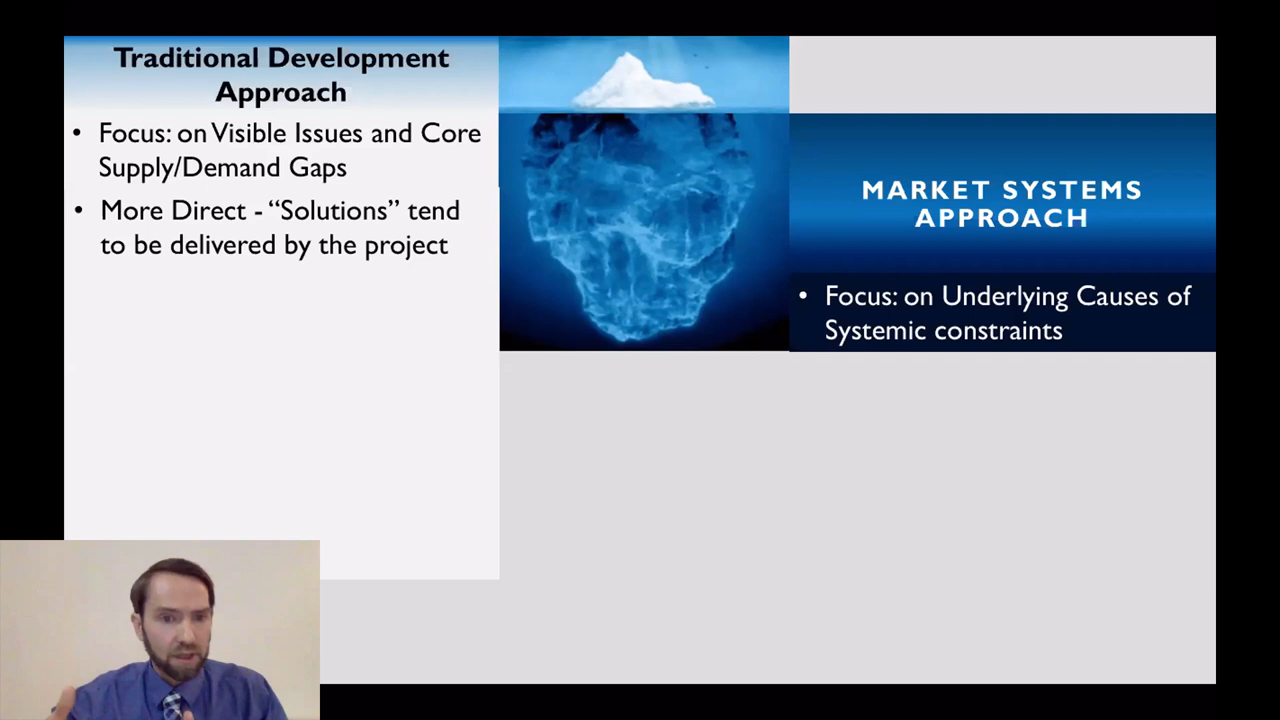 Traditional Development
Approach
• Focus: on Visible Issues and Core
Supply/Demand Gaps
• More Direct - “Solutions” tend
to be delivered by the project
MARKET SYSTEMS
APPROACH
• Focus: on Underlying Causes of
Systemic constraints